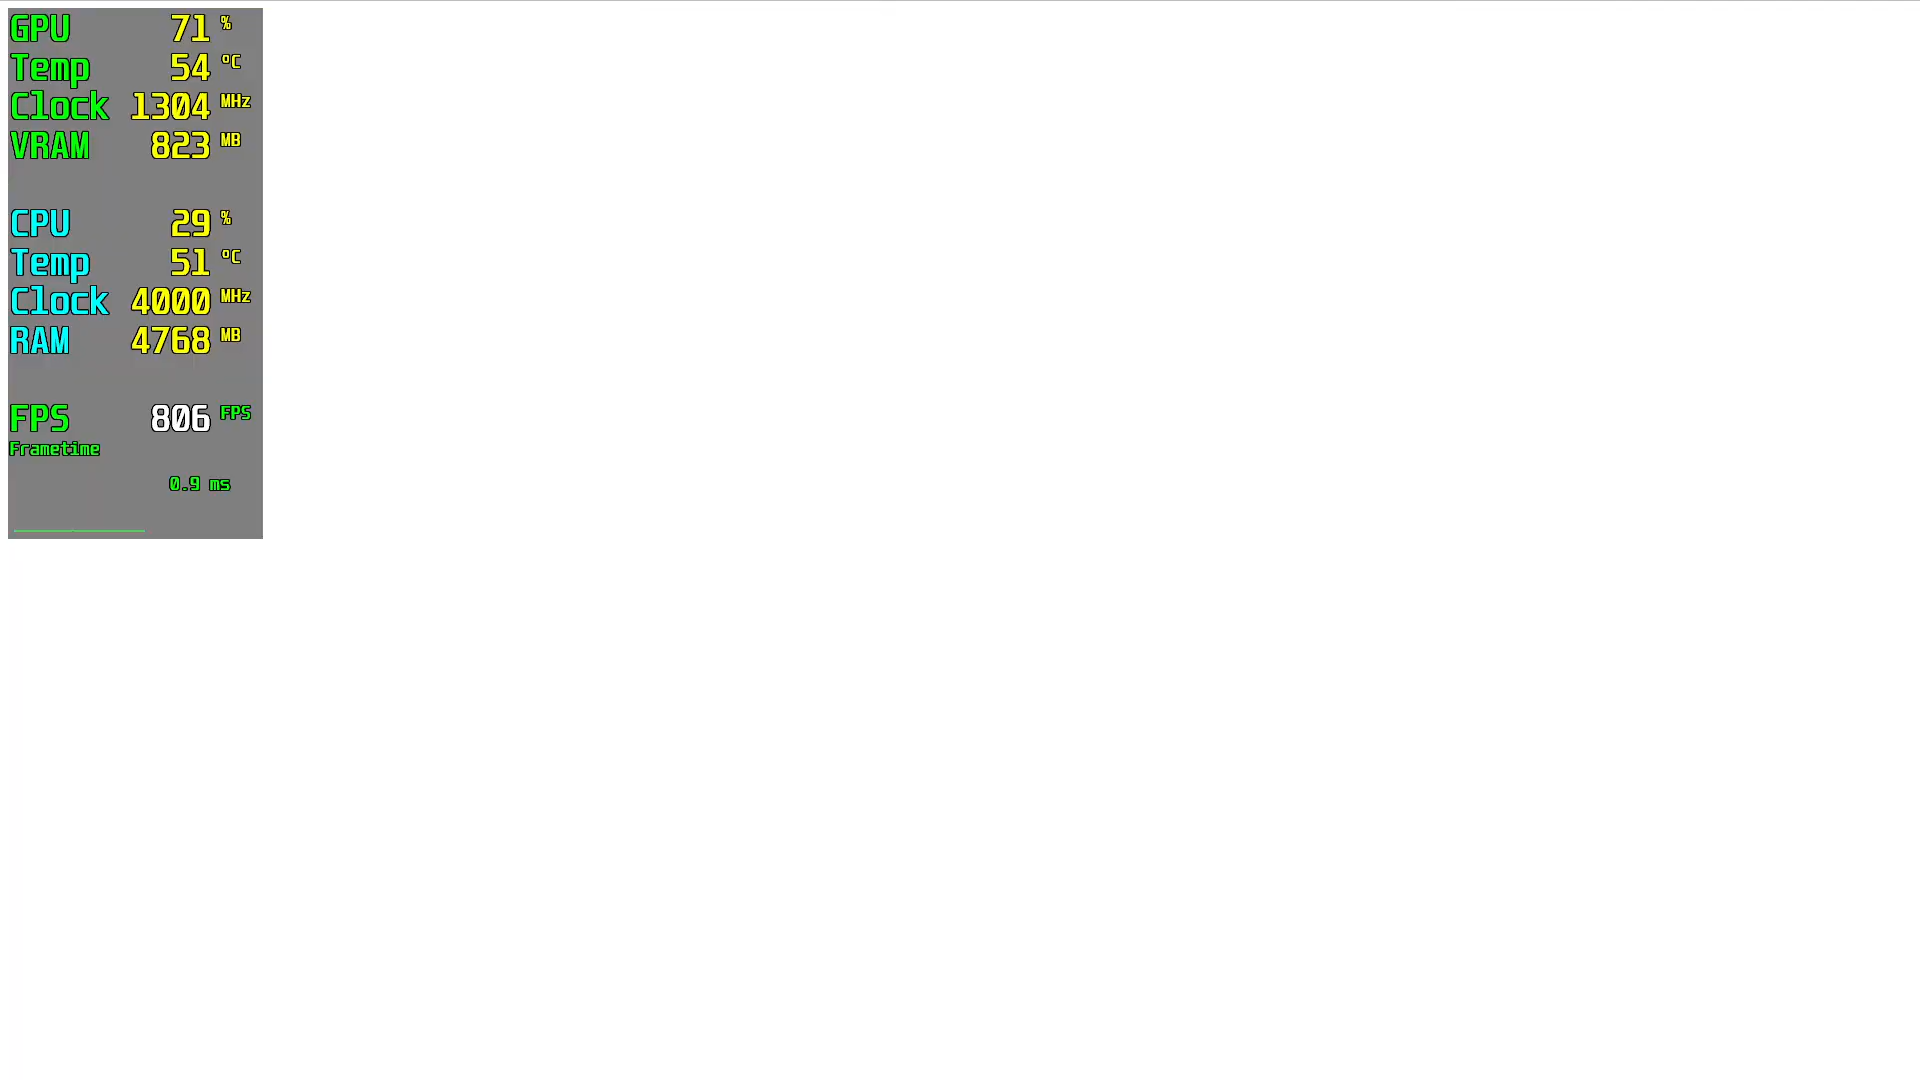 GPU 71 %
Temp 54 °C
Clock 1304 MHz
VRAM 823 MB
CPU 29 %
Temp 51 °C
Clock 4000 MHz
RAM 4768 MB
FPS 806 FPS
Frametime
0.9 ms